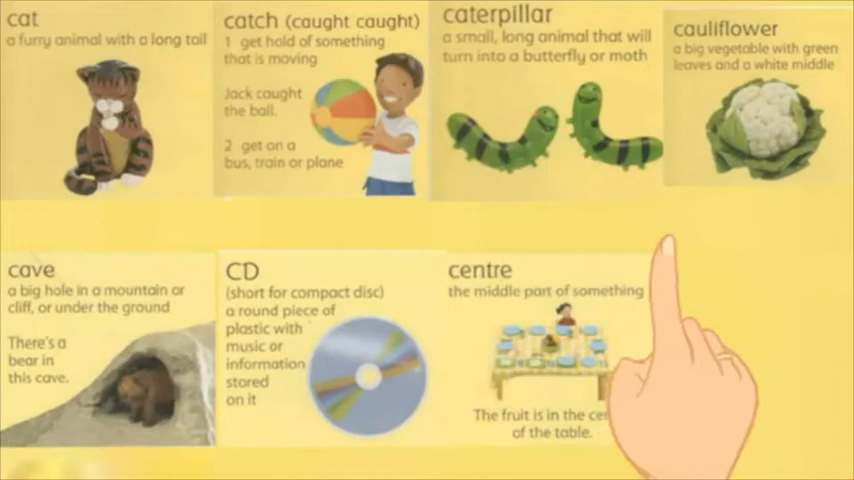 cat
a furry animal with a long tail
catch (caught caught)
1 get hold of something
that is moving
Jack caught
the ball.
2 get on a
bus, train or plane
caterpillar
a small, long animal that will
turn into a butterfly or moth
cauliflower
a big vegetable with green
leaves and a white middle
cave
a big hole in a mountain or
cliff, or under the ground
There's a
bear in
this cave.
CD
(short for compact disc)
a round piece of
plastic with
music or
information
stored
on it
centre
the middle part of something
The fruit is in the
of the table.